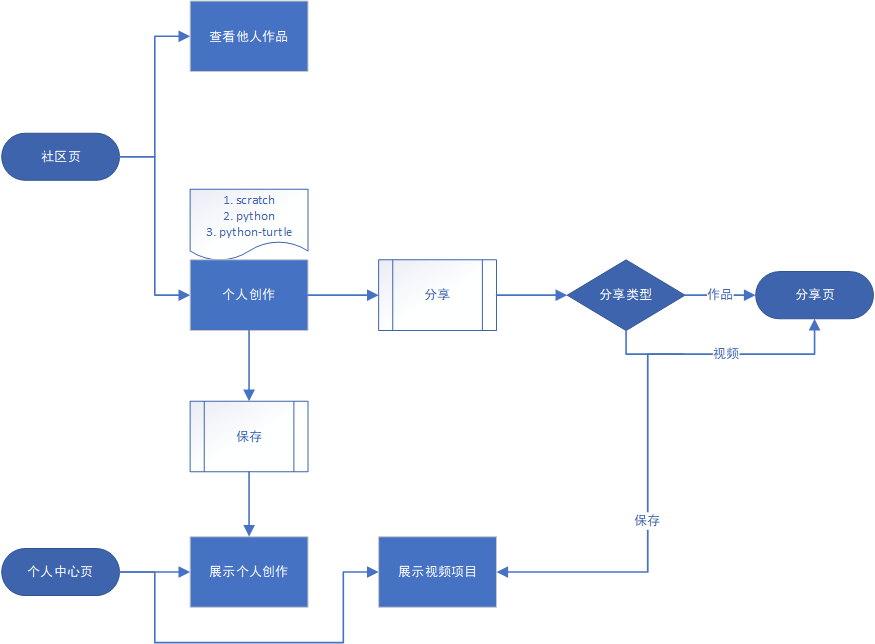 查看他人作品
社区页
1. scratch
2. python
3. python-turtle
个人创作
分享
分享类型
作品
分享页
视频
保存
保存
个人中心页
展示个人创作
展示视频项目